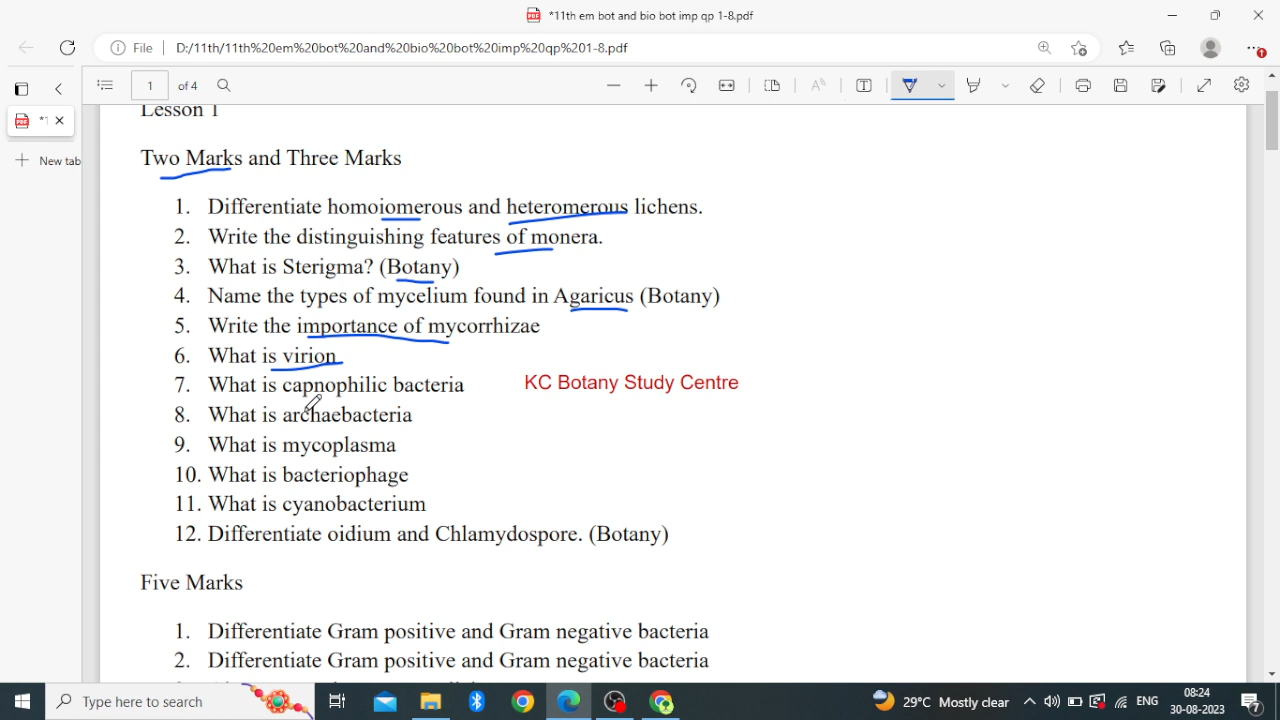 *11th em bot and bio bot imp qp 1-8.pdf
File D:/11th/11th%20em%20bot%20and%20bio%20bot%20imp%20qp%201-8.pdf
1 of 4
New tab
Lesson 1
Two Marks and Three Marks
1. Differentiate homoiomerous and heteromerous lichens.
2. Write the distinguishing features of monera.
3. What is Sterigma? (Botany)
4. Name the types of mycelium found in Agaricus (Botany)
5. Write the importance of mycorrhizae
6. What is virion
7. What is capnophilic bacteria
KC Botany Study Centre
8. What is archaebacteria
9. What is mycoplasma
10. What is bacteriophage
11. What is cyanobacterium
12. Differentiate oidium and Chlamydospore. (Botany)
Five Marks
1. Differentiate Gram positive and Gram negative bacteria
2. Differentiate Gram positive and Gram negative bacteria
Type here to search
29°C Mostly clear
ENG
08:24
30-08-2023
7